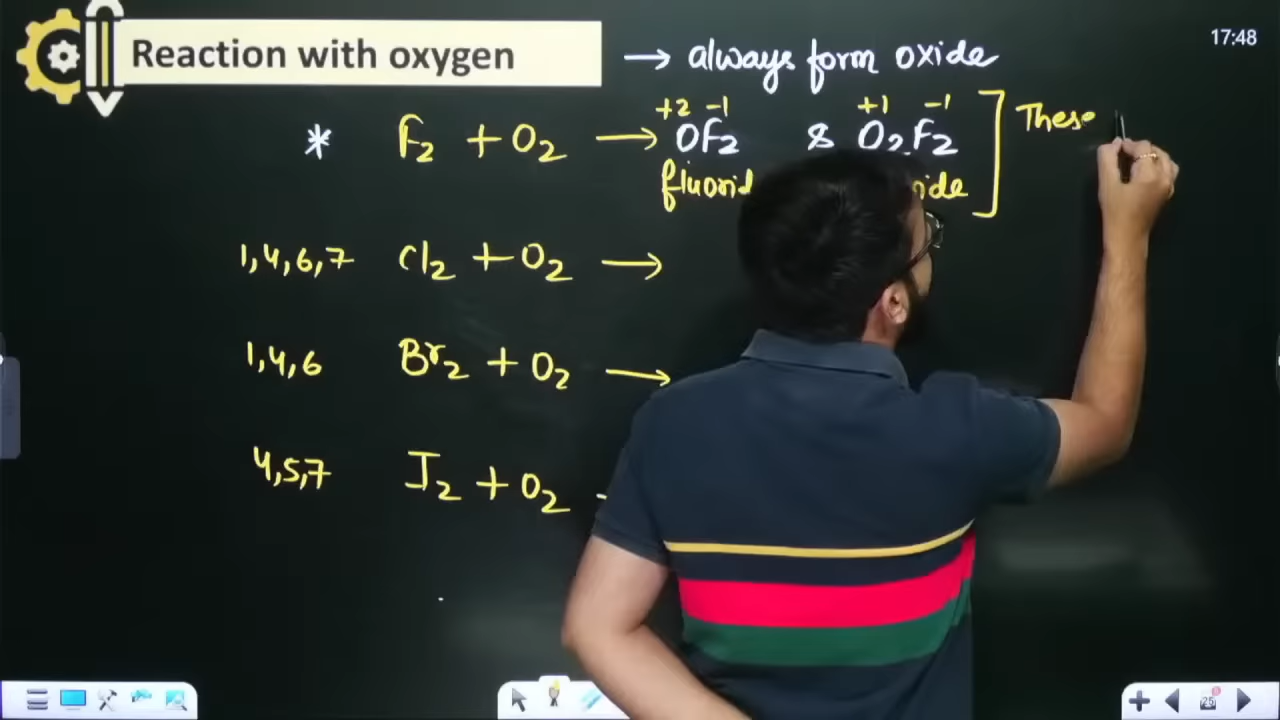 Reaction with oxygen → always form oxide
17:48
+2 -1 +1 -1
* F₂ + O₂ → OF₂ & O₂F₂ ] These
1,4,6,7 Cl₂ + O₂ →
1,4,6 Br₂ + O₂ →
4,5,7 I₂ + O₂
25